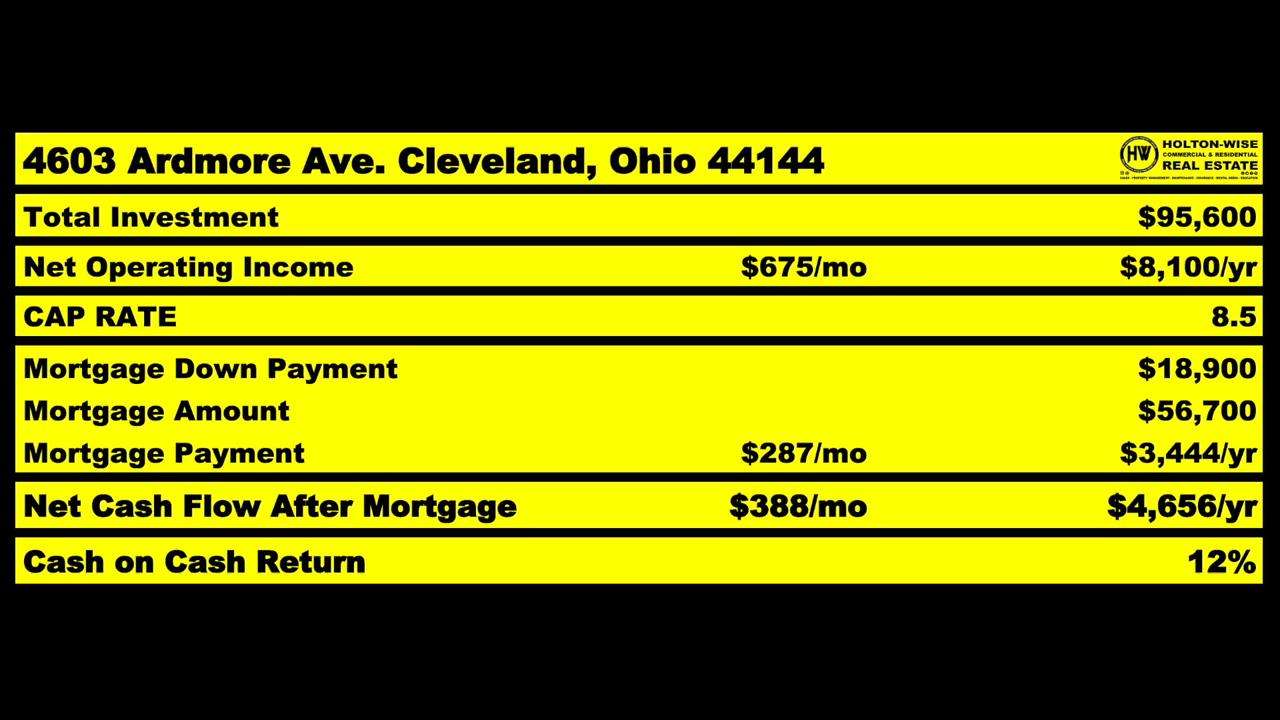 4603 Ardmore Ave. Cleveland, Ohio 44144
HW
HOLTON-WISE
COMMERCIAL & RESIDENTIAL
REAL ESTATE
Total Investment $95,600
Net Operating Income $675/mo $8,100/yr
CAP RATE 8.5
Mortgage Down Payment $18,900
Mortgage Amount $56,700
Mortgage Payment $287/mo $3,444/yr
Net Cash Flow After Mortgage $388/mo $4,656/yr
Cash on Cash Return 12%